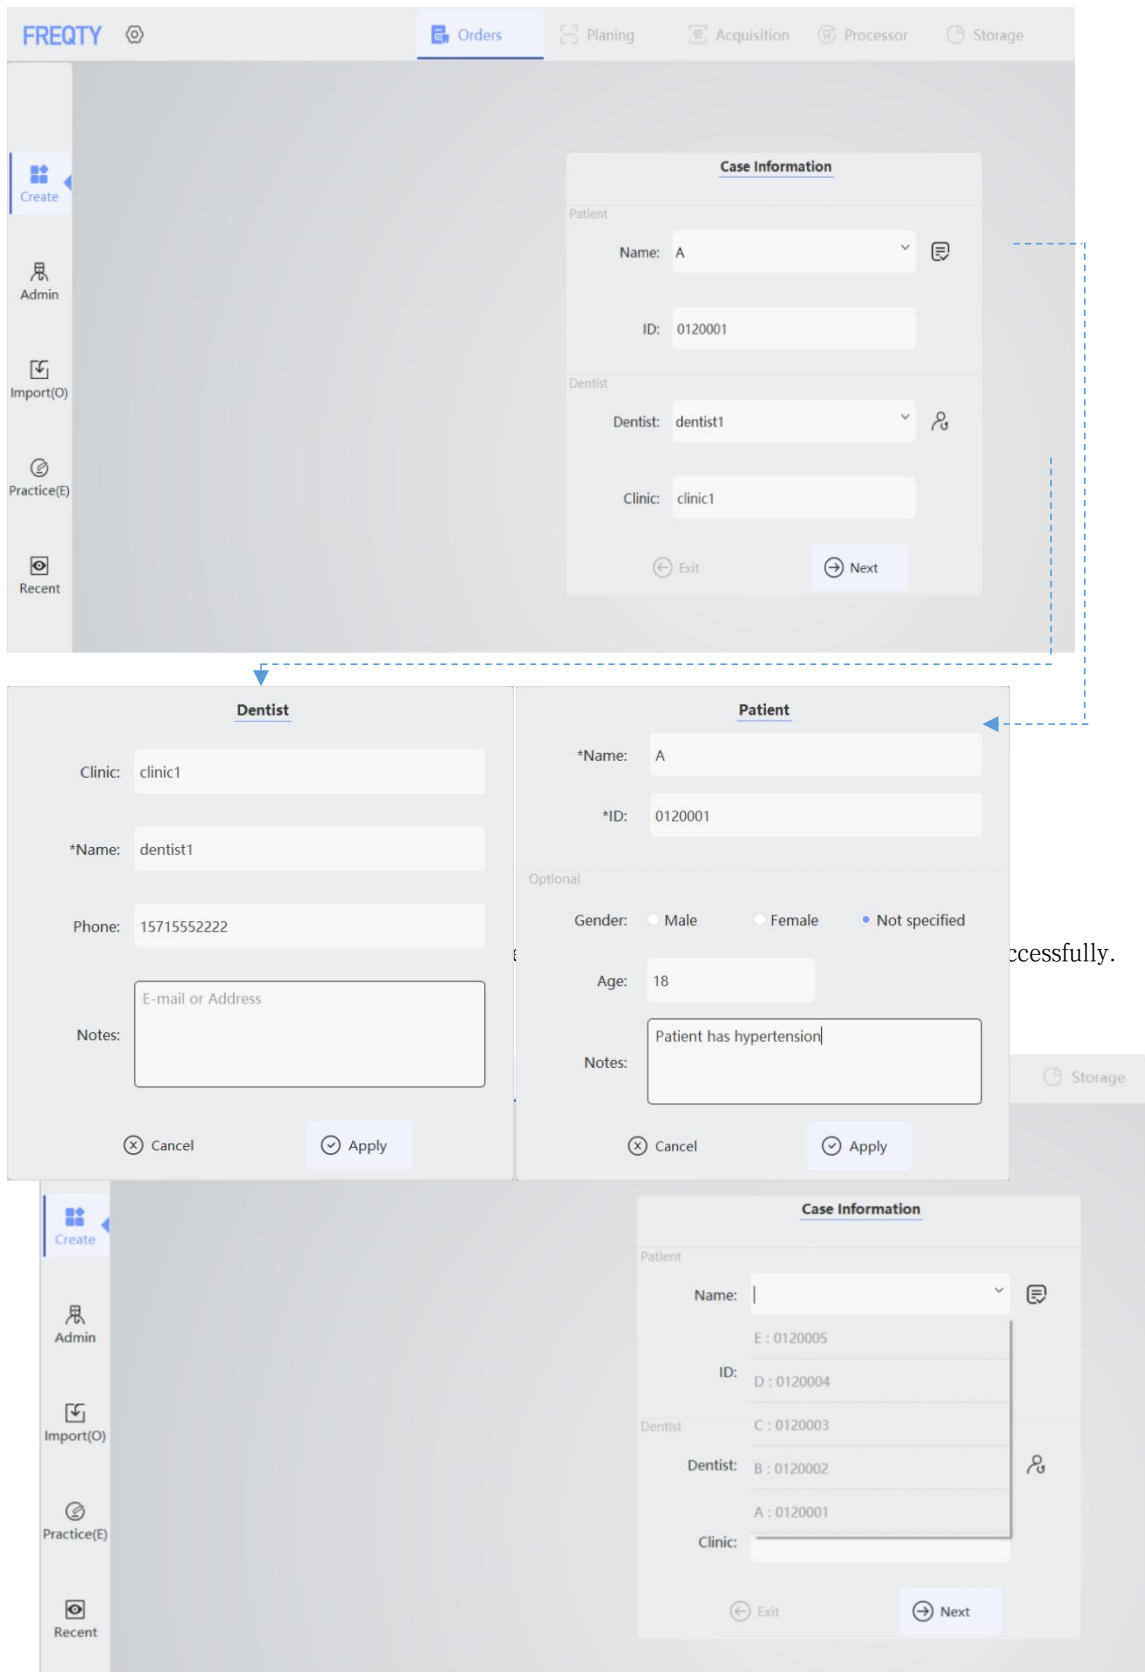 FREQTY
Orders
Planing
Acquisition
Processor
Storage
Create
Admin
Import(O)
Practice(E)
Recent
Case Information
Patient
Name: A
ID: 0120001
Dentist
Dentist: dentist1
Clinic: clinic1
Exit
Next
Dentist
Clinic: clinic1
*Name: dentist1
Phone: 15715552222
Notes: E-mail or Address
Cancel
Apply
Patient
*Name: A
*ID: 0120001
Optional
Gender: Male Female Not specified
Age: 18
Notes: Patient has hypertension
Cancel
Apply
ccessfully.
Storage
Create
Admin
Import(O)
Practice(E)
Recent
Case Information
Patient
Name:
E : 0120005
ID:
D : 0120004
Dentist
C : 0120003
Dentist:
B : 0120002
A : 0120001
Clinic:
Exit
Next